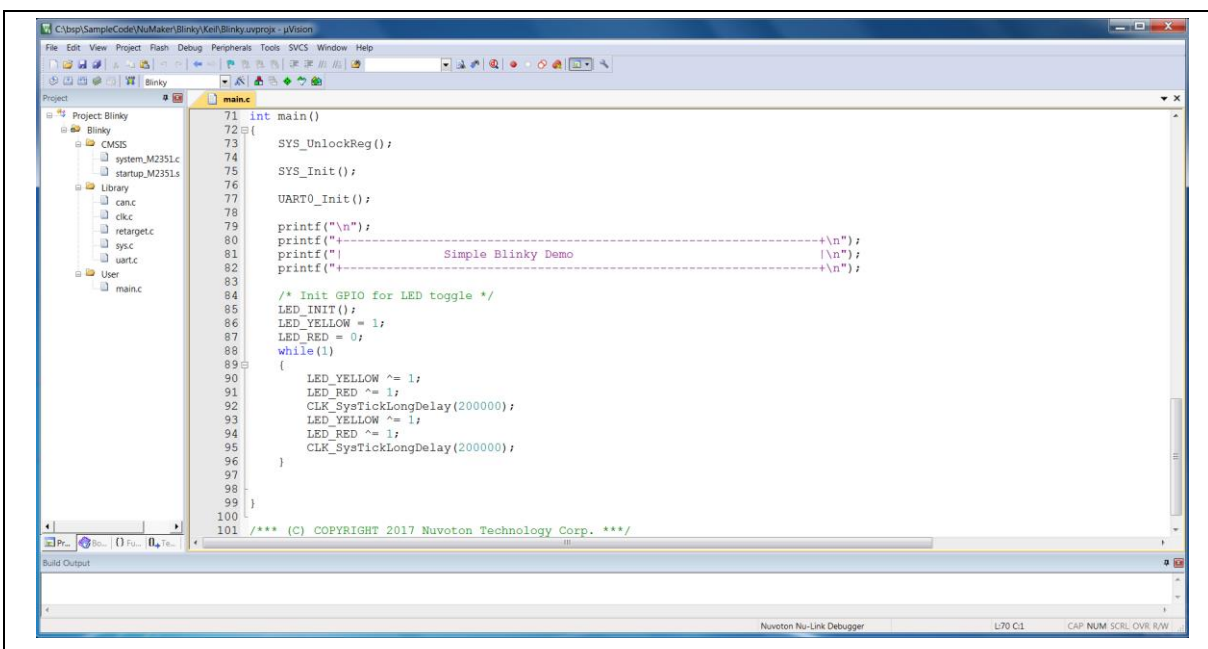 C:\bsp\SampleCode\NuMaker\Blinky\Keil\Blinky.uvprojx - µVision
File Edit View Project Flash Debug Peripherals Tools SVCS Window Help
Blinky
Project
main.c
Project: Blinky
Blinky
CMSIS
system_M2351.c
startup_M2351.s
Library
can.c
clk.c
retarget.c
sys.c
uart.c
User
main.c
71 int main()
72 {
73     SYS_UnlockReg();
74
75     SYS_Init();
76
77     UART0_Init();
78
79     printf("\n");
80     printf("+------------------------------------------------------------------+\n");
81     printf("|              Simple Blinky Demo                                  |\n");
82     printf("+------------------------------------------------------------------+\n");
83
84     /* Init GPIO for LED toggle */
85     LED_INIT();
86     LED_YELLOW = 1;
87     LED_RED = 0;
88     while(1)
89     {
90         LED_YELLOW ^= 1;
91         LED_RED ^= 1;
92         CLK_SysTickLongDelay(200000);
93         LED_YELLOW ^= 1;
94         LED_RED ^= 1;
95         CLK_SysTickLongDelay(200000);
96     }
97
98
99 }
100
101 /*** (C) COPYRIGHT 2017 Nuvoton Technology Corp. ***/
Pr... Bo... {} Fu... Te...
Build Output
Nuvoton Nu-Link Debugger L:70 C:1 CAP NUM SCRL OVR R/W